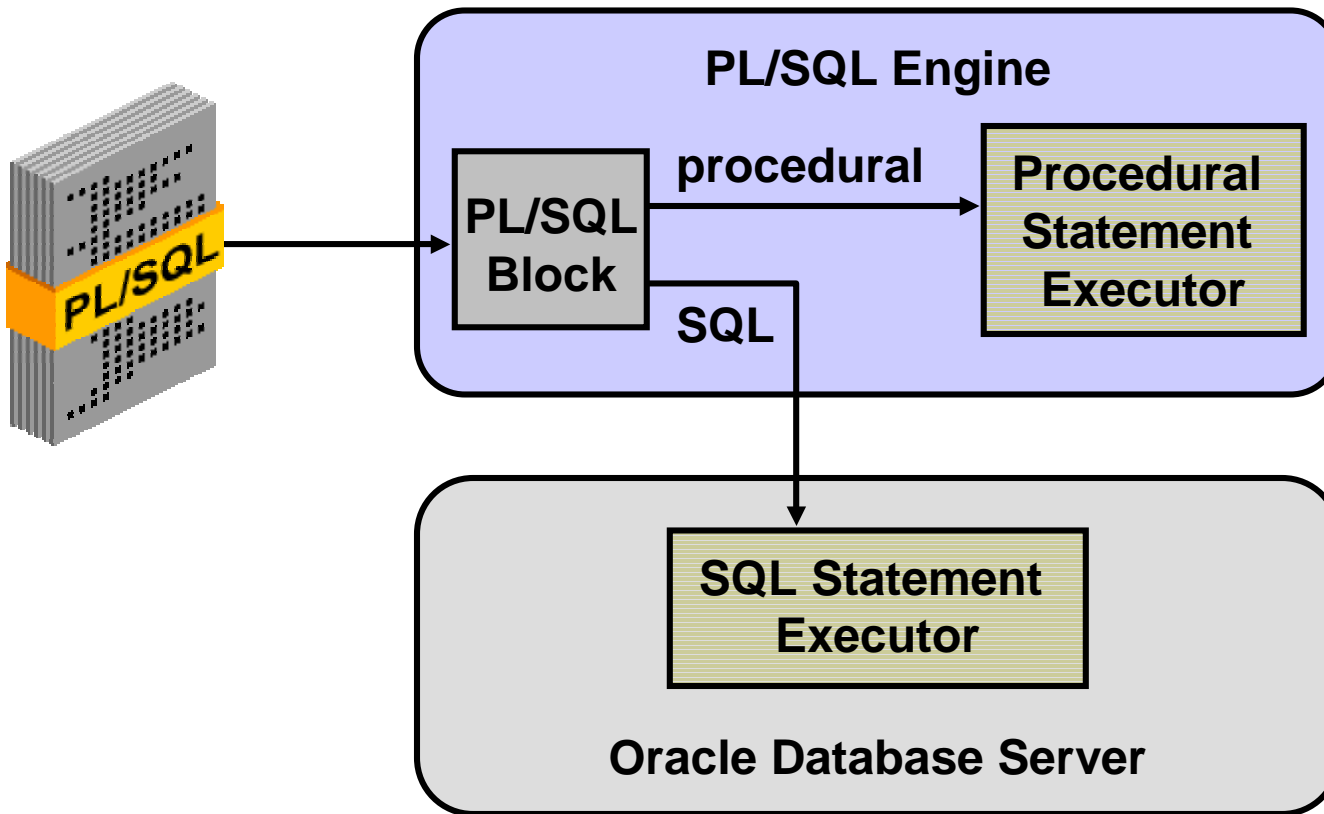 PL/SQL Engine
procedural
Procedural
Statement
Executor
PL/SQL
Block
PL/SQL
SQL
SQL Statement
Executor
Oracle Database Server